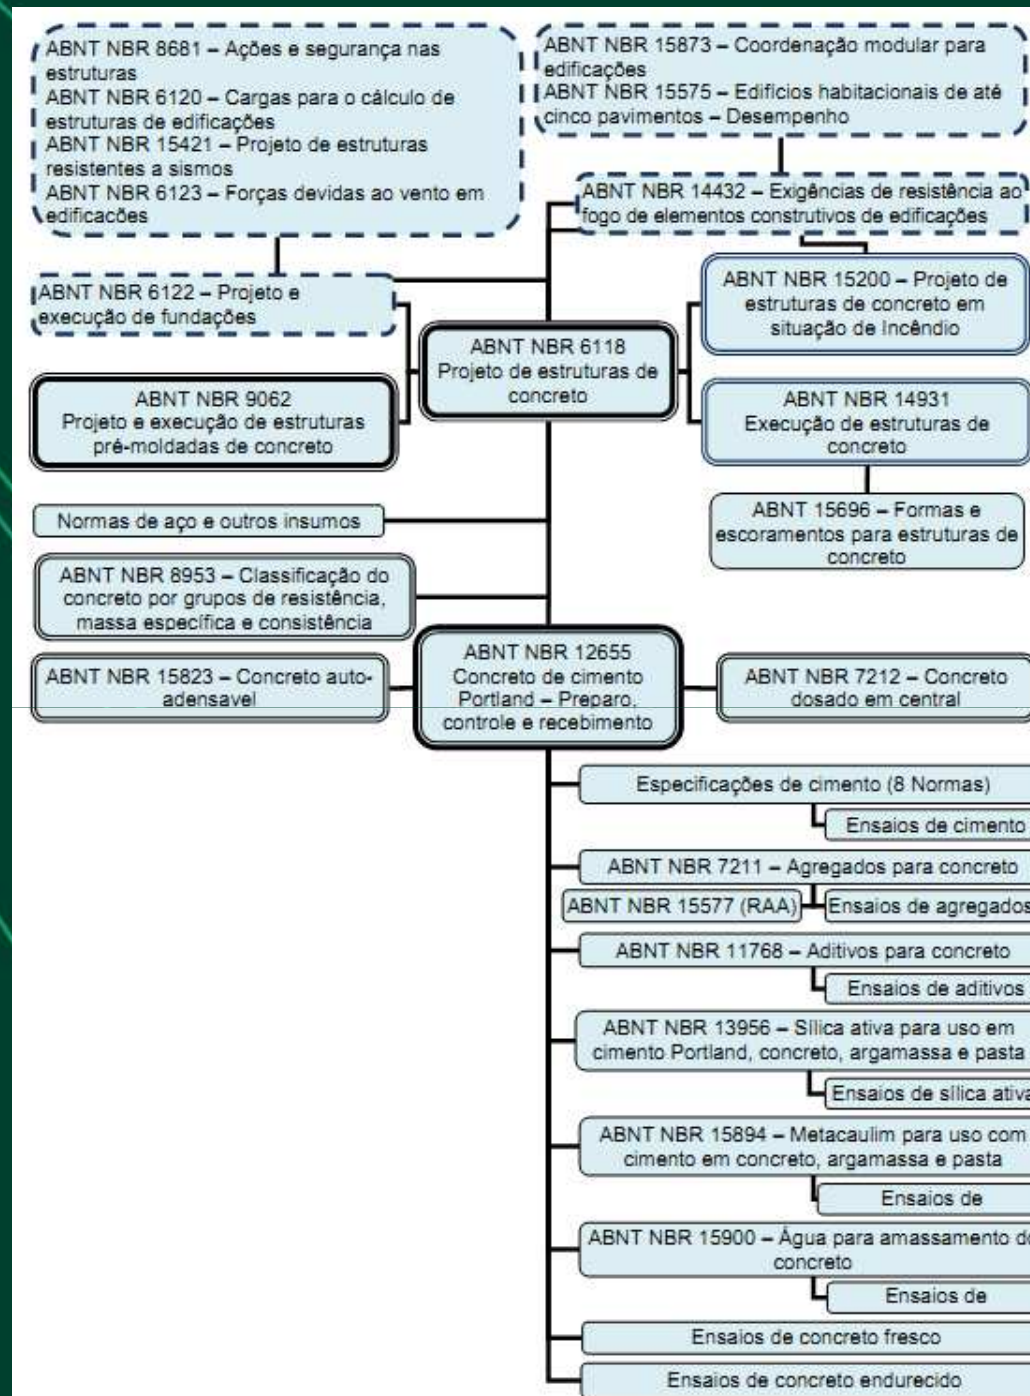 ABNT NBR 8681 – Ações e segurança nas
estruturas
ABNT NBR 6120 – Cargas para o cálculo de
estruturas de edificações
ABNT NBR 15421 – Projeto de estruturas
resistentes a sismos
ABNT NBR 6123 – Forças devidas ao vento em
edificações
ABNT NBR 15873 – Coordenação modular para
edificações
ABNT NBR 15575 – Edifícios habitacionais de até
cinco pavimentos – Desempenho
ABNT NBR 14432 – Exigências de resistência ao
fogo de elementos construtivos de edificações
ABNT NBR 6122 – Projeto e
execução de fundações
ABNT NBR 15200 – Projeto de
estruturas de concreto em
situação de Incêndio
ABNT NBR 6118
Projeto de estruturas de
concreto
ABNT NBR 9062
Projeto e execução de estruturas
pré-moldadas de concreto
ABNT NBR 14931
Execução de estruturas de
concreto
Normas de aço e outros insumos
ABNT 15696 – Formas e
escoramentos para estruturas de
concreto
ABNT NBR 8953 – Classificação do
concreto por grupos de resistência,
massa específica e consistência
ABNT NBR 15823 – Concreto auto-
adensavel
ABNT NBR 12655
Concreto de cimento
Portland – Preparo,
controle e recebimento
ABNT NBR 7212 – Concreto
dosado em central
Especificações de cimento (8 Normas)
Ensaios de cimento
ABNT NBR 7211 – Agregados para concreto
ABNT NBR 15577 (RAA)
Ensaios de agregados
ABNT NBR 11768 – Aditivos para concreto
Ensaios de aditivos
ABNT NBR 13956 – Sílica ativa para uso em
cimento Portland, concreto, argamassa e pasta
Ensaios de sílica ativa
ABNT NBR 15894 – Metacaulim para uso com
cimento em concreto, argamassa e pasta
Ensaios de
ABNT NBR 15900 – Água para amassamento do
concreto
Ensaios de
Ensaios de concreto fresco
Ensaios de concreto endurecido